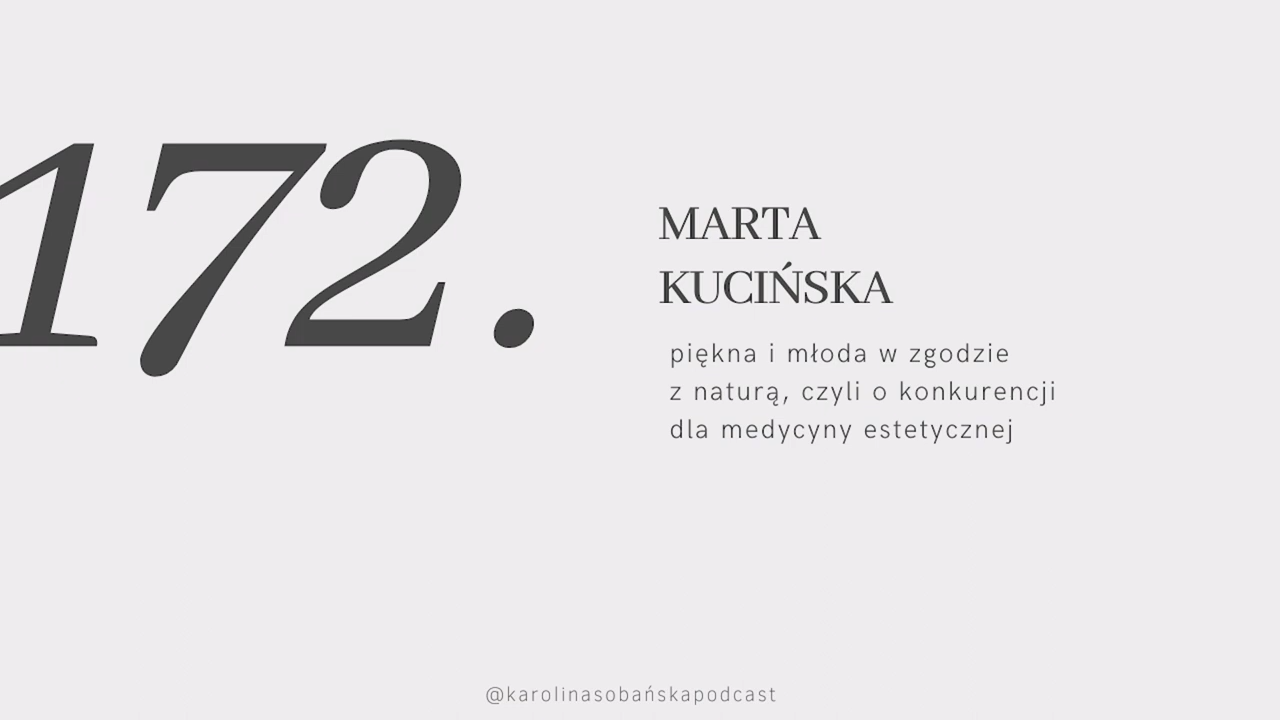 172.
MARTA
KUCIŃSKA
piękna i młoda w zgodzie
z naturą, czyli o konkurencji
dla medycyny estetycznej
@karolinasobańskapodcast